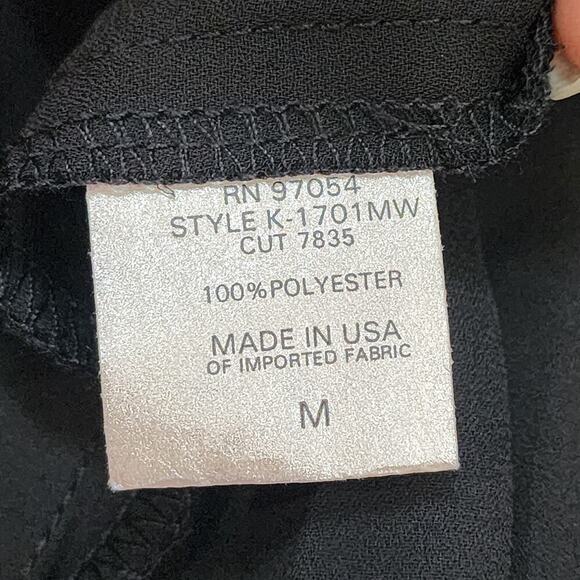 RN 97054
STYLE K-1701MW
CUT 7835
100%POLYESTER
MADE IN USA
OF IMPORTED FABRIC
M